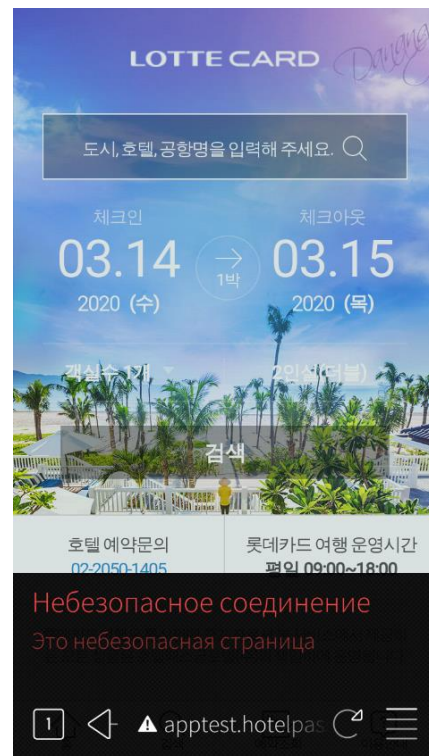 LOTTE CARD
Danang
도시, 호텔, 공항명을 입력해 주세요.
체크인
체크아웃
03.14
1박
03.15
2020 (수)
2020 (목)
객실수 1개
2인실(더블)
검색
호텔 예약문의
롯데카드 여행 운영시간
02-2050-1405
평일 09:00~18:00
Небезопасное соединение
Это небезопасная страница
1
apptest.hotelpas